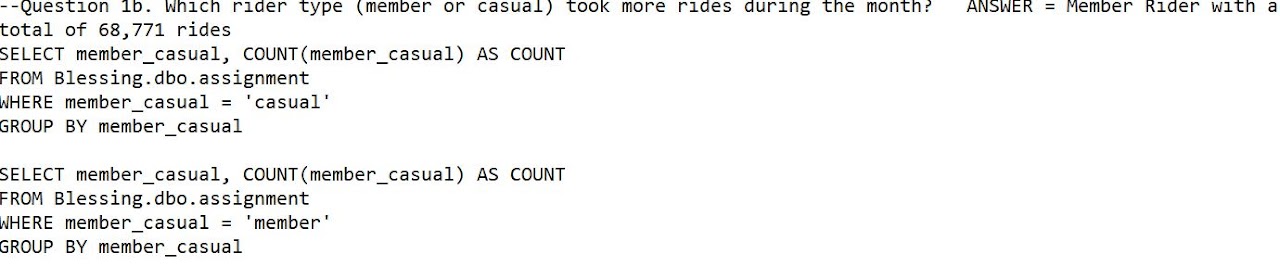 --Question 1b. Which rider type (member or casual) took more rides during the month?   ANSWER = Member Rider with a
total of 68,771 rides
SELECT member_casual, COUNT(member_casual) AS COUNT
FROM Blessing.dbo.assignment
WHERE member_casual = 'casual'
GROUP BY member_casual

SELECT member_casual, COUNT(member_casual) AS COUNT
FROM Blessing.dbo.assignment
WHERE member_casual = 'member'
GROUP BY member_casual